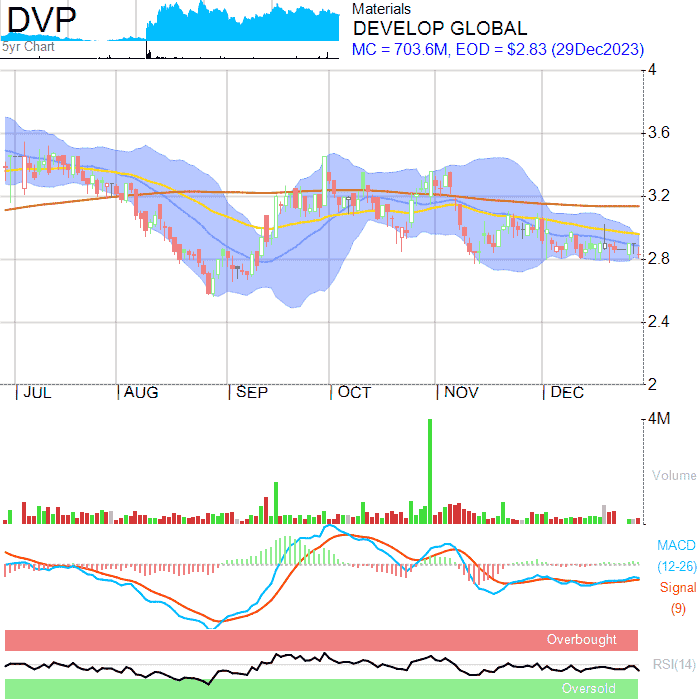 DVP
5yr Chart
Materials
DEVELOP GLOBAL
MC = 703.6M, EOD = $2.83 (29Dec2023)
4
3.6
3.2
2.8
2.4
2
JUL AUG SEP OCT NOV DEC
4M
Volume
MACD
(12-26)
Signal
(9)
Overbought
RSI(14)
Oversold